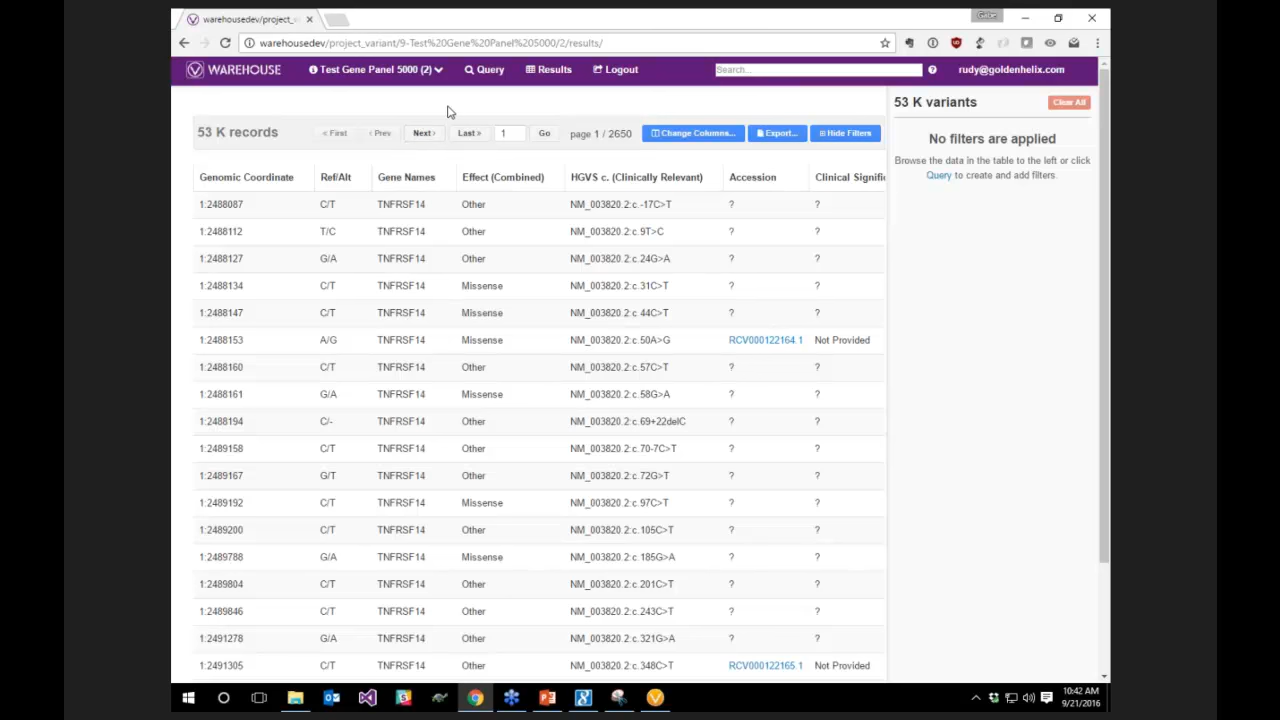 warehousedev/project_v
Gabe
warehousedev/project_variant/9-Test%20Gene%20Panel%205000/2/results/
WAREHOUSE Test Gene Panel 5000 (2) Query Results Logout Search... rudy@goldenhelix.com
53 K variants Clear All
53 K records « First ‹ Prev Next › Last » 1 Go page 1 / 2650 Change Columns... Export... Hide Filters
No filters are applied
Browse the data in the table to the left or click
Query to create and add filters.
Genomic Coordinate Ref/Alt Gene Names Effect (Combined) HGVS c. (Clinically Relevant) Accession Clinical Signifi
1:2488087 C/T TNFRSF14 Other NM_003820.2:c.-17C>T ? ?
1:2488112 T/C TNFRSF14 Other NM_003820.2:c.9T>C ? ?
1:2488127 G/A TNFRSF14 Other NM_003820.2:c.24G>A ? ?
1:2488134 C/T TNFRSF14 Missense NM_003820.2:c.31C>T ? ?
1:2488147 C/T TNFRSF14 Missense NM_003820.2:c.44C>T ? ?
1:2488153 A/G TNFRSF14 Missense NM_003820.2:c.50A>G RCV000122164.1 Not Provided
1:2488160 C/T TNFRSF14 Other NM_003820.2:c.57C>T ? ?
1:2488161 G/A TNFRSF14 Missense NM_003820.2:c.58G>A ? ?
1:2488194 C/- TNFRSF14 Other NM_003820.2:c.69+22delC ? ?
1:2489158 C/T TNFRSF14 Other NM_003820.2:c.70-7C>T ? ?
1:2489167 G/T TNFRSF14 Other NM_003820.2:c.72G>T ? ?
1:2489192 C/T TNFRSF14 Missense NM_003820.2:c.97C>T ? ?
1:2489200 C/T TNFRSF14 Other NM_003820.2:c.105C>T ? ?
1:2489788 G/A TNFRSF14 Missense NM_003820.2:c.185G>A ? ?
1:2489804 C/T TNFRSF14 Other NM_003820.2:c.201C>T ? ?
1:2489846 C/T TNFRSF14 Other NM_003820.2:c.243C>T ? ?
1:2491278 G/A TNFRSF14 Other NM_003820.2:c.321G>A ? ?
1:2491305 C/T TNFRSF14 Other NM_003820.2:c.348C>T RCV000122165.1 Not Provided
10:42 AM
9/21/2016